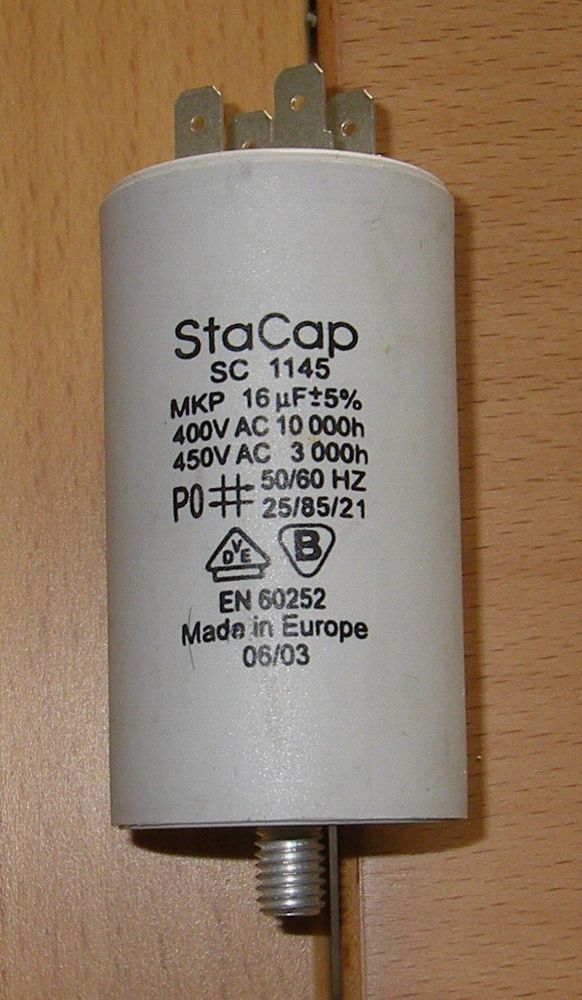 StaCap
SC 1145
MKP 16 µF±5%
400V AC 10 000h
450V AC 3 000h
P0 50/60 HZ
25/85/21
DVE B
EN 60252
Made in Europe
06/03